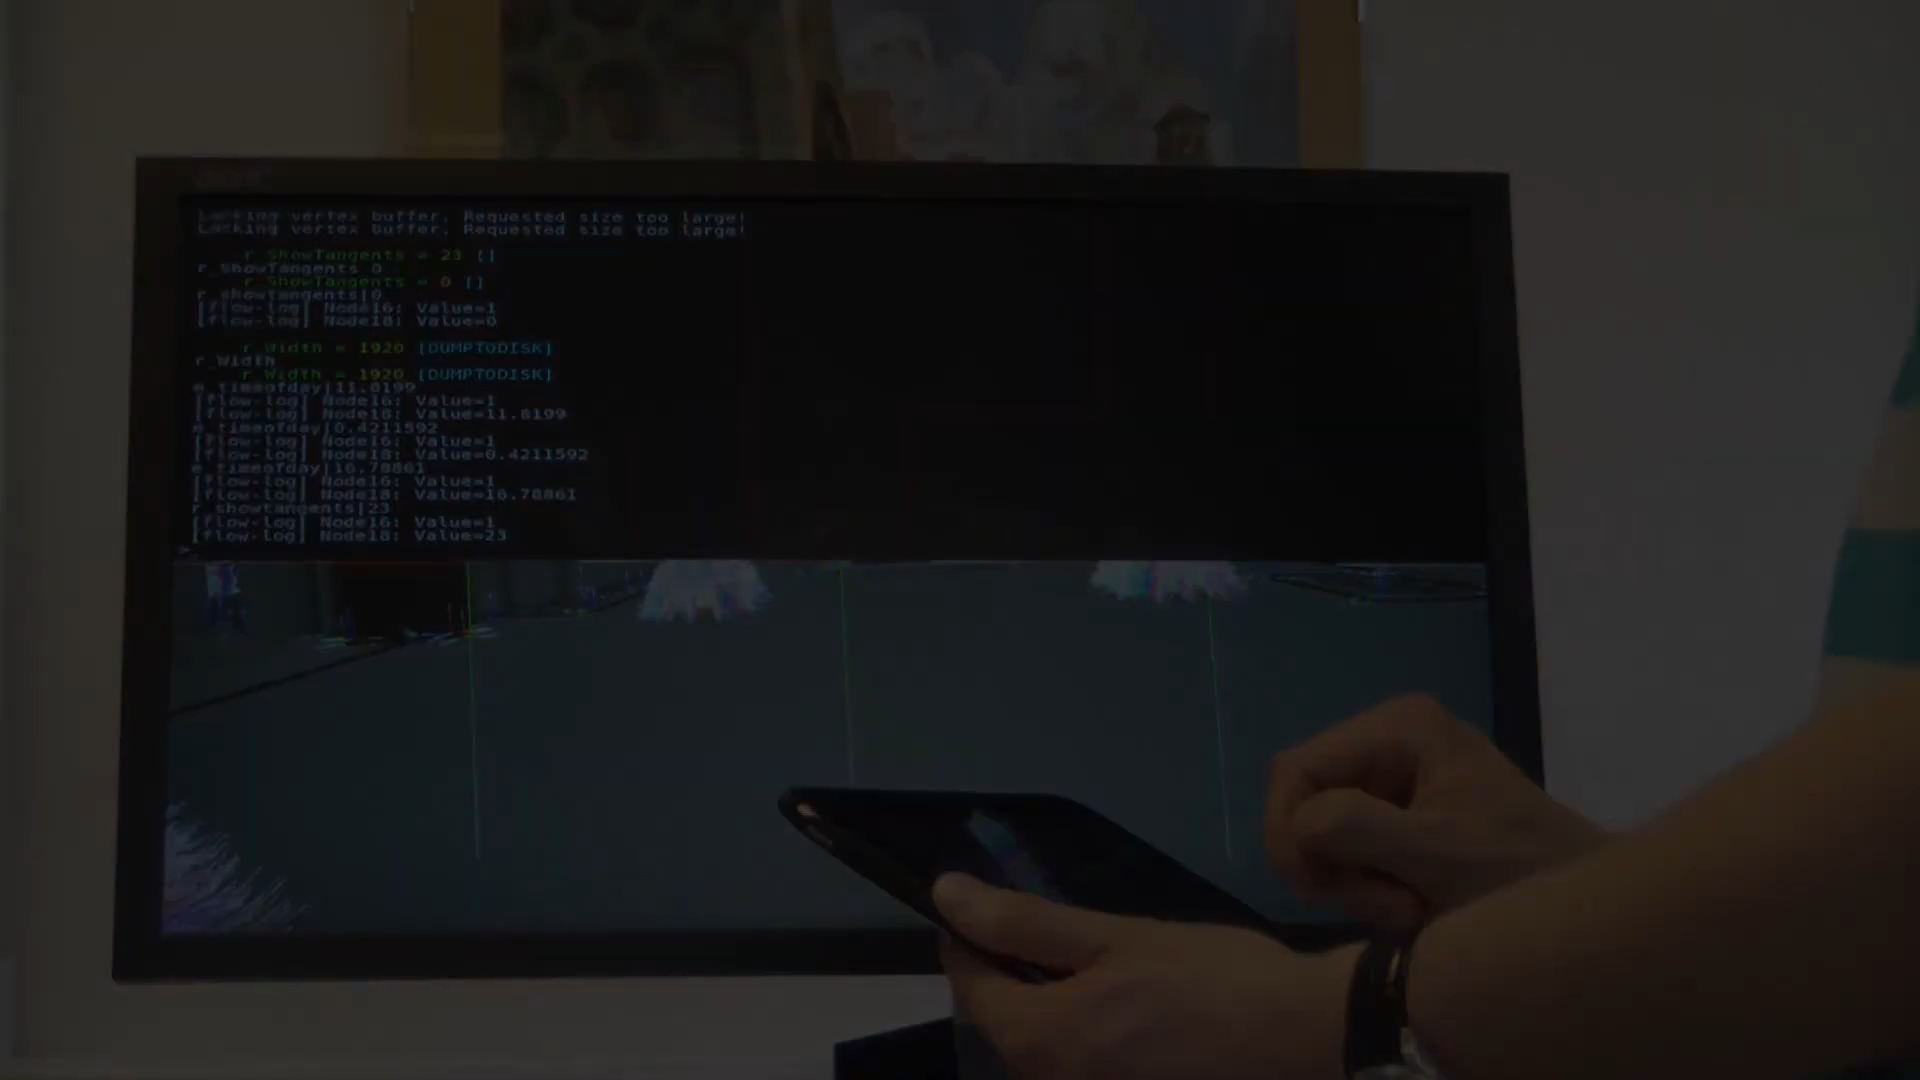 acer
Locking vertex buffer. Requested size too large!
Locking vertex buffer. Requested size too large!
r_ShowTangents = 23 []
r_ShowTangents 0
r_ShowTangents = 0 []
r_showtangents|0
[flow-log] Node16: Value=1
[flow-log] Node18: Value=0
r_Width = 1920 [DUMPTODISK]
r_Width
r_Width = 1920 [DUMPTODISK]
e_timeofday|11.8199
[flow-log] Node16: Value=1
[flow-log] Node18: Value=11.8199
e_timeofday|0.4211592
[flow-log] Node16: Value=1
[flow-log] Node18: Value=0.4211592
e_timeofday|16.78861
[flow-log] Node16: Value=1
[flow-log] Node18: Value=16.78861
r_showtangents|23
[flow-log] Node16: Value=1
[flow-log] Node18: Value=23
>